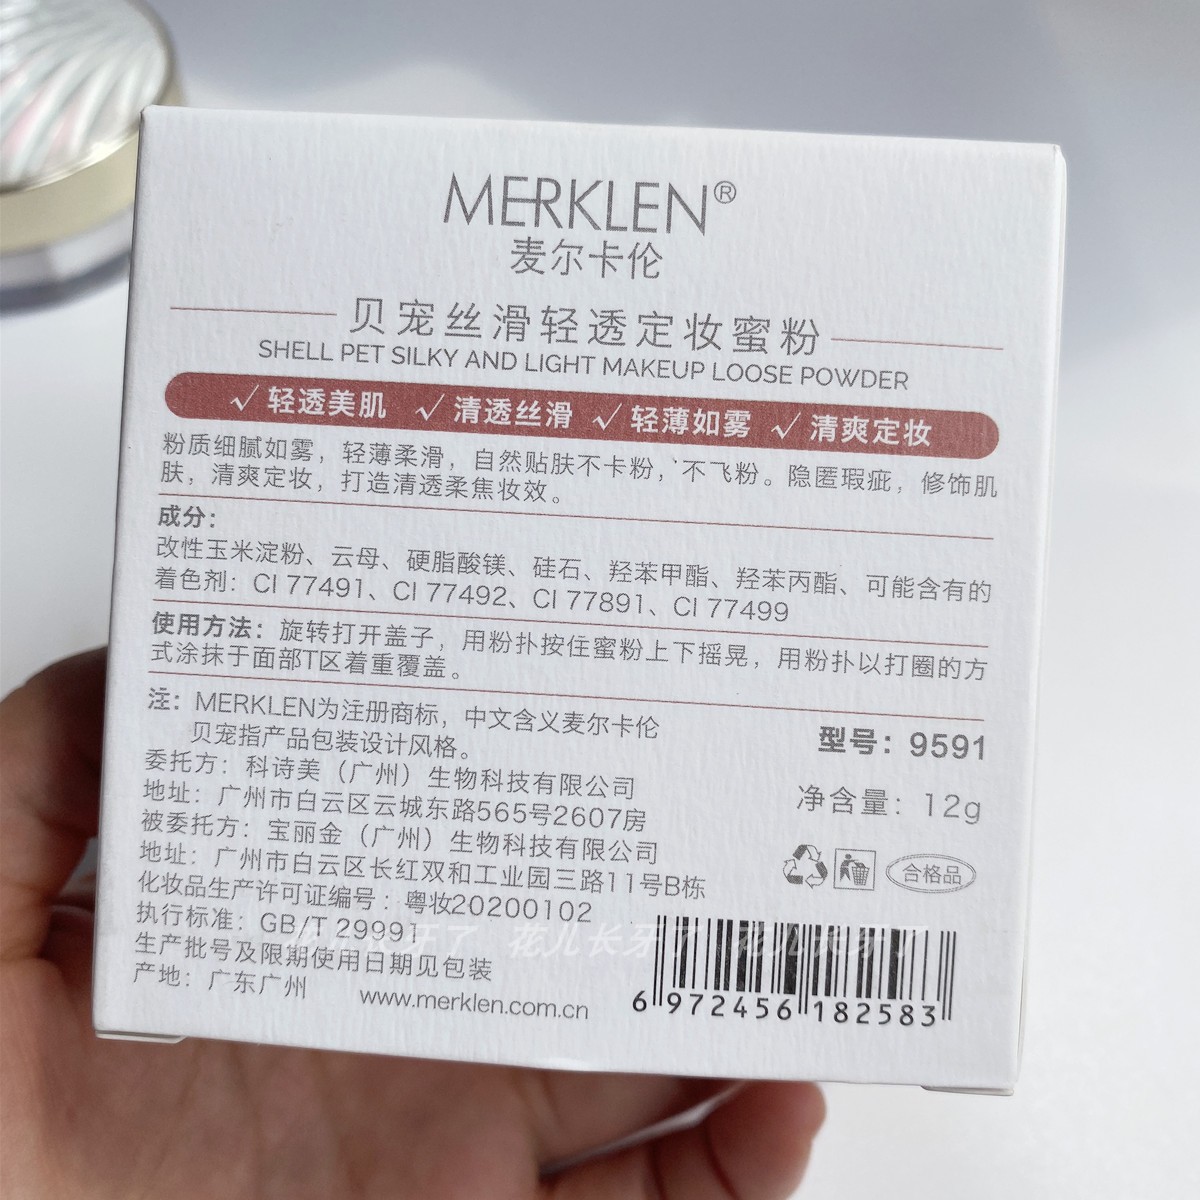 MERKLEN®
麦尔卡伦
贝宠丝滑轻透定妆蜜粉
SHELL PET SILKY AND LIGHT MAKEUP LOOSE POWDER
✓ 轻透美肌 ✓ 清透丝滑 ✓ 轻薄如雾 ✓ 清爽定妆
粉质细腻如雾，轻薄柔滑，自然贴肤不卡粉，不飞粉。隐匿瑕疵，修饰肌
肤，清爽定妆，打造清透柔焦妆效。
成分：
改性玉米淀粉、云母、硬脂酸镁、硅石、羟苯甲酯、羟苯丙酯、可能含有的
着色剂：CI 77491、CI 77492、CI 77891、CI 77499
使用方法：旋转打开盖子，用粉扑按住蜜粉上下摇晃，用粉扑以打圈的方
式涂抹于面部T区着重覆盖。
注：MERKLEN为注册商标，中文含义麦尔卡伦
贝宠指产品包装设计风格。
委托方：科诗美（广州）生物科技有限公司
地址：广州市白云区云城东路565号2607房
被委托方：宝丽金（广州）生物科技有限公司
地址：广州市白云区长红双和工业园三路11号B栋
化妆品生产许可证编号：粤妆20200102
执行标准：GB/T 29991
生产批号及限期使用日期见包装
产地：广东广州
www.merklen.com.cn
型号：9591
净含量：12g
合格品
6 972456 182583
花儿长牙了 花儿长牙了 花儿长牙了